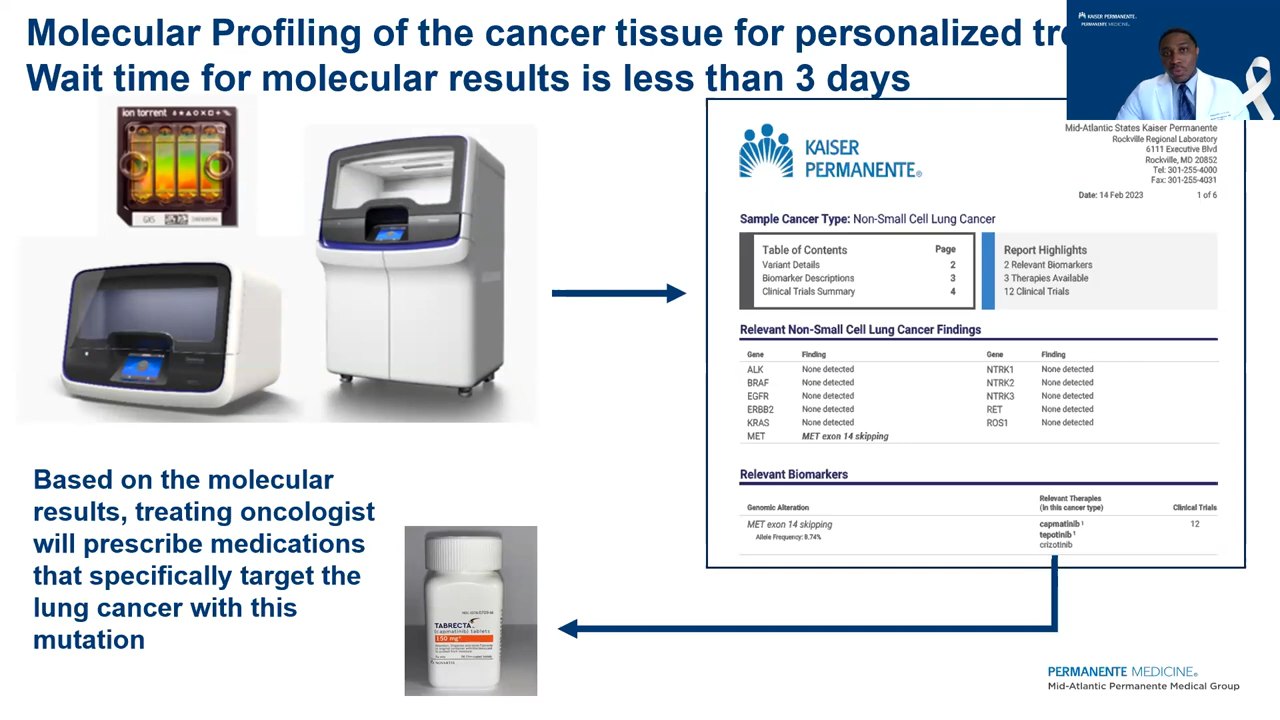 Molecular Profiling of the cancer tissue for personalized
Wait time for molecular results is less than 3 days
KAISER PERMANENTE®
PERMANENTE MEDICINE®
ion torrent
GX5
KAISER
PERMANENTE®
Mid-Atlantic States Kaiser Permanente
Rockville Regional Laboratory
6111 Executive Blvd
Rockville, MD 20852
Tel: 301-255-4000
Fax: 301-255-4031
Date: 14 Feb 2023 1 of 6
Sample Cancer Type: Non-Small Cell Lung Cancer
Table of Contents Page
Variant Details 2
Biomarker Descriptions 3
Clinical Trials Summary 4
Report Highlights
2 Relevant Biomarkers
3 Therapies Available
12 Clinical Trials
Relevant Non-Small Cell Lung Cancer Findings
Gene Finding Gene Finding
ALK None detected NTRK1 None detected
BRAF None detected NTRK2 None detected
EGFR None detected NTRK3 None detected
ERBB2 None detected RET None detected
KRAS None detected ROS1 None detected
MET MET exon 14 skipping
Relevant Biomarkers
Genomic Alteration Relevant Therapies (In this cancer type) Clinical Trials
MET exon 14 skipping capmatinib 1 12
Allele Frequency: 8.74% tepotinib †
crizotinib
Based on the molecular
results, treating oncologist
will prescribe medications
that specifically target the
lung cancer with this
mutation
TABRECTA
(capmatinib) tablets
150 mg
NOVARTIS
PERMANENTE MEDICINE®
Mid-Atlantic Permanente Medical Group